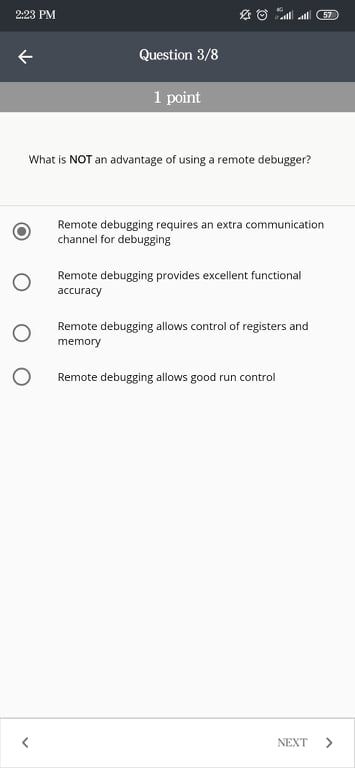 2:23 PM
4G
57
Question 3/8
1 point
What is NOT an advantage of using a remote debugger?
Remote debugging requires an extra communication
channel for debugging
Remote debugging provides excellent functional
accuracy
Remote debugging allows control of registers and
memory
Remote debugging allows good run control
NEXT